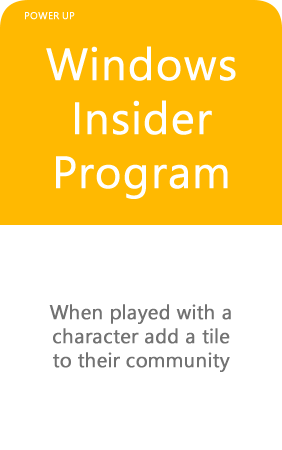 POWER UP
Windows
Insider
Program
When played with a
character add a tile
to their community